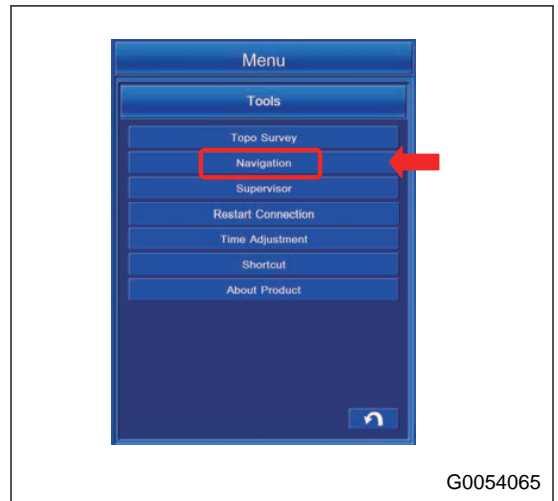 Menu
Tools
Topo Survey
Navigation
Supervisor
Restart Connection
Time Adjustment
Shortcut
About Product
G0054065